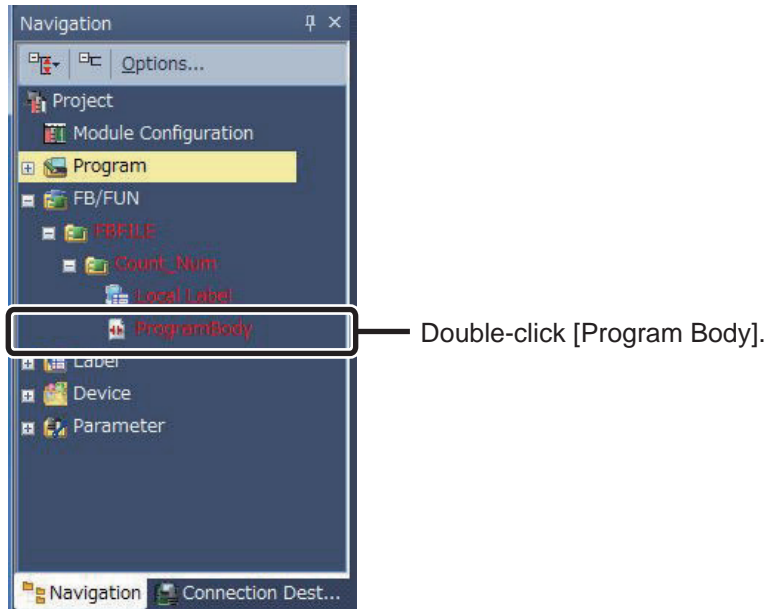 Navigation
Options...
Project
Module Configuration
Program
FB/FUN
FBFILE
Count_Num
Local Label
ProgramBody
Double-click [Program Body].
Label
Device
Parameter
Navigation
Connection Dest...